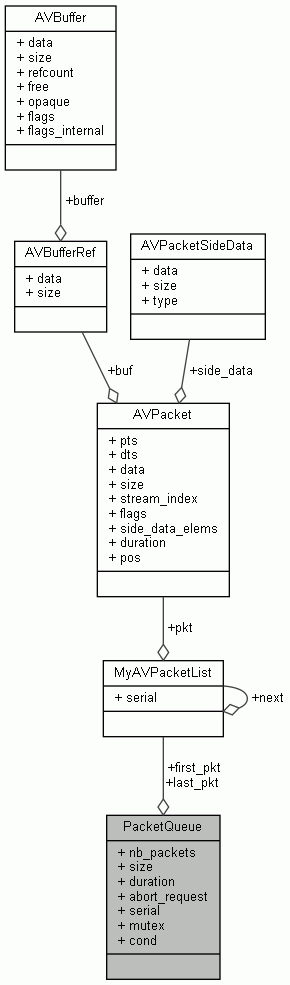 AVBuffer
+ data
+ size
+ refcount
+ free
+ opaque
+ flags
+ flags_internal
+buffer
AVBufferRef
+ data
+ size
AVPacketSideData
+ data
+ size
+ type
+buf
+side_data
AVPacket
+ pts
+ dts
+ data
+ size
+ stream_index
+ flags
+ side_data_elems
+ duration
+ pos
+pkt
MyAVPacketList
+ serial
+next
+first_pkt
+last_pkt
PacketQueue
+ nb_packets
+ size
+ duration
+ abort_request
+ serial
+ mutex
+ cond